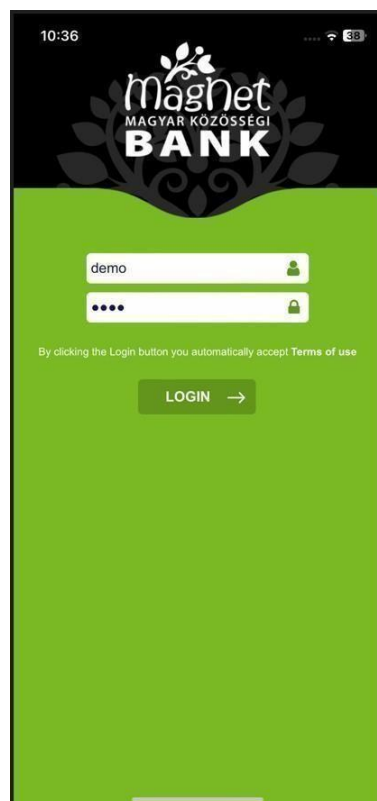 10:36
38
MagNet
MAGYAR KÖZÖSSÉGI
BANK
demo
••••
By clicking the Login button you automatically accept Terms of use
LOGIN →